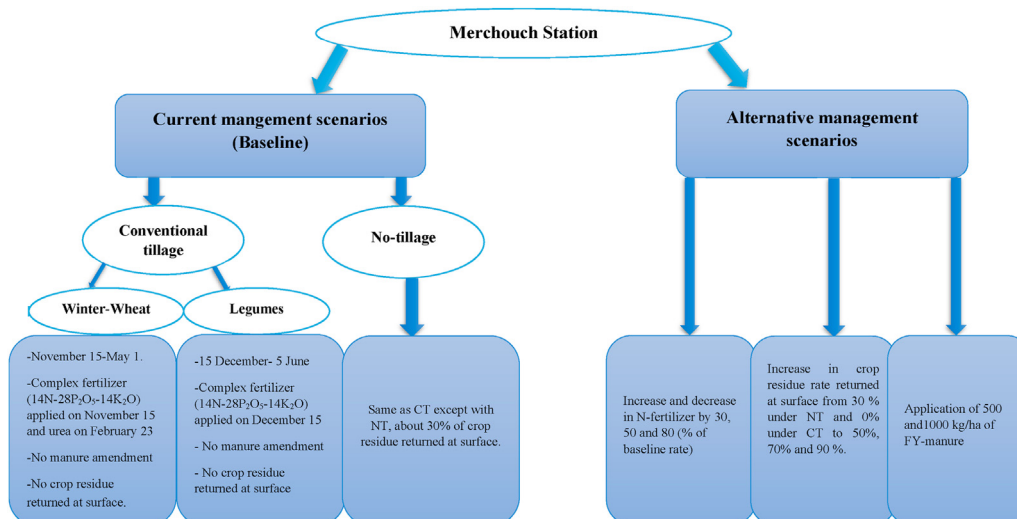 Merchouch Station
Current mangement scenarios
(Baseline)
Alternative management
scenarios
Conventional
tillage
No-tillage
Winter-Wheat
Legumes
-November 15-May 1.
-Complex fertilizer
(14N-28P₂O₅-14K₂O)
applied on November 15
and urea on February 23
-No manure amendment
-No crop residue
returned at surface.
-15 December- 5 June
-Complex fertilizer
(14N-28P₂O₅-14K₂O)
applied on December 15
- No manure amendment
- No crop residue
returned at surface
Same as CT except with
NT, about 30% of crop
residue returned at surface.
Increase and decrease
in N-fertilizer by 30,
50 and 80 (% of
baseline rate)
Increase in crop
residue rate returned
at surface from 30 %
under NT and 0%
under CT to 50%,
70% and 90 %.
Application of 500
and1000 kg/ha of
FY-manure